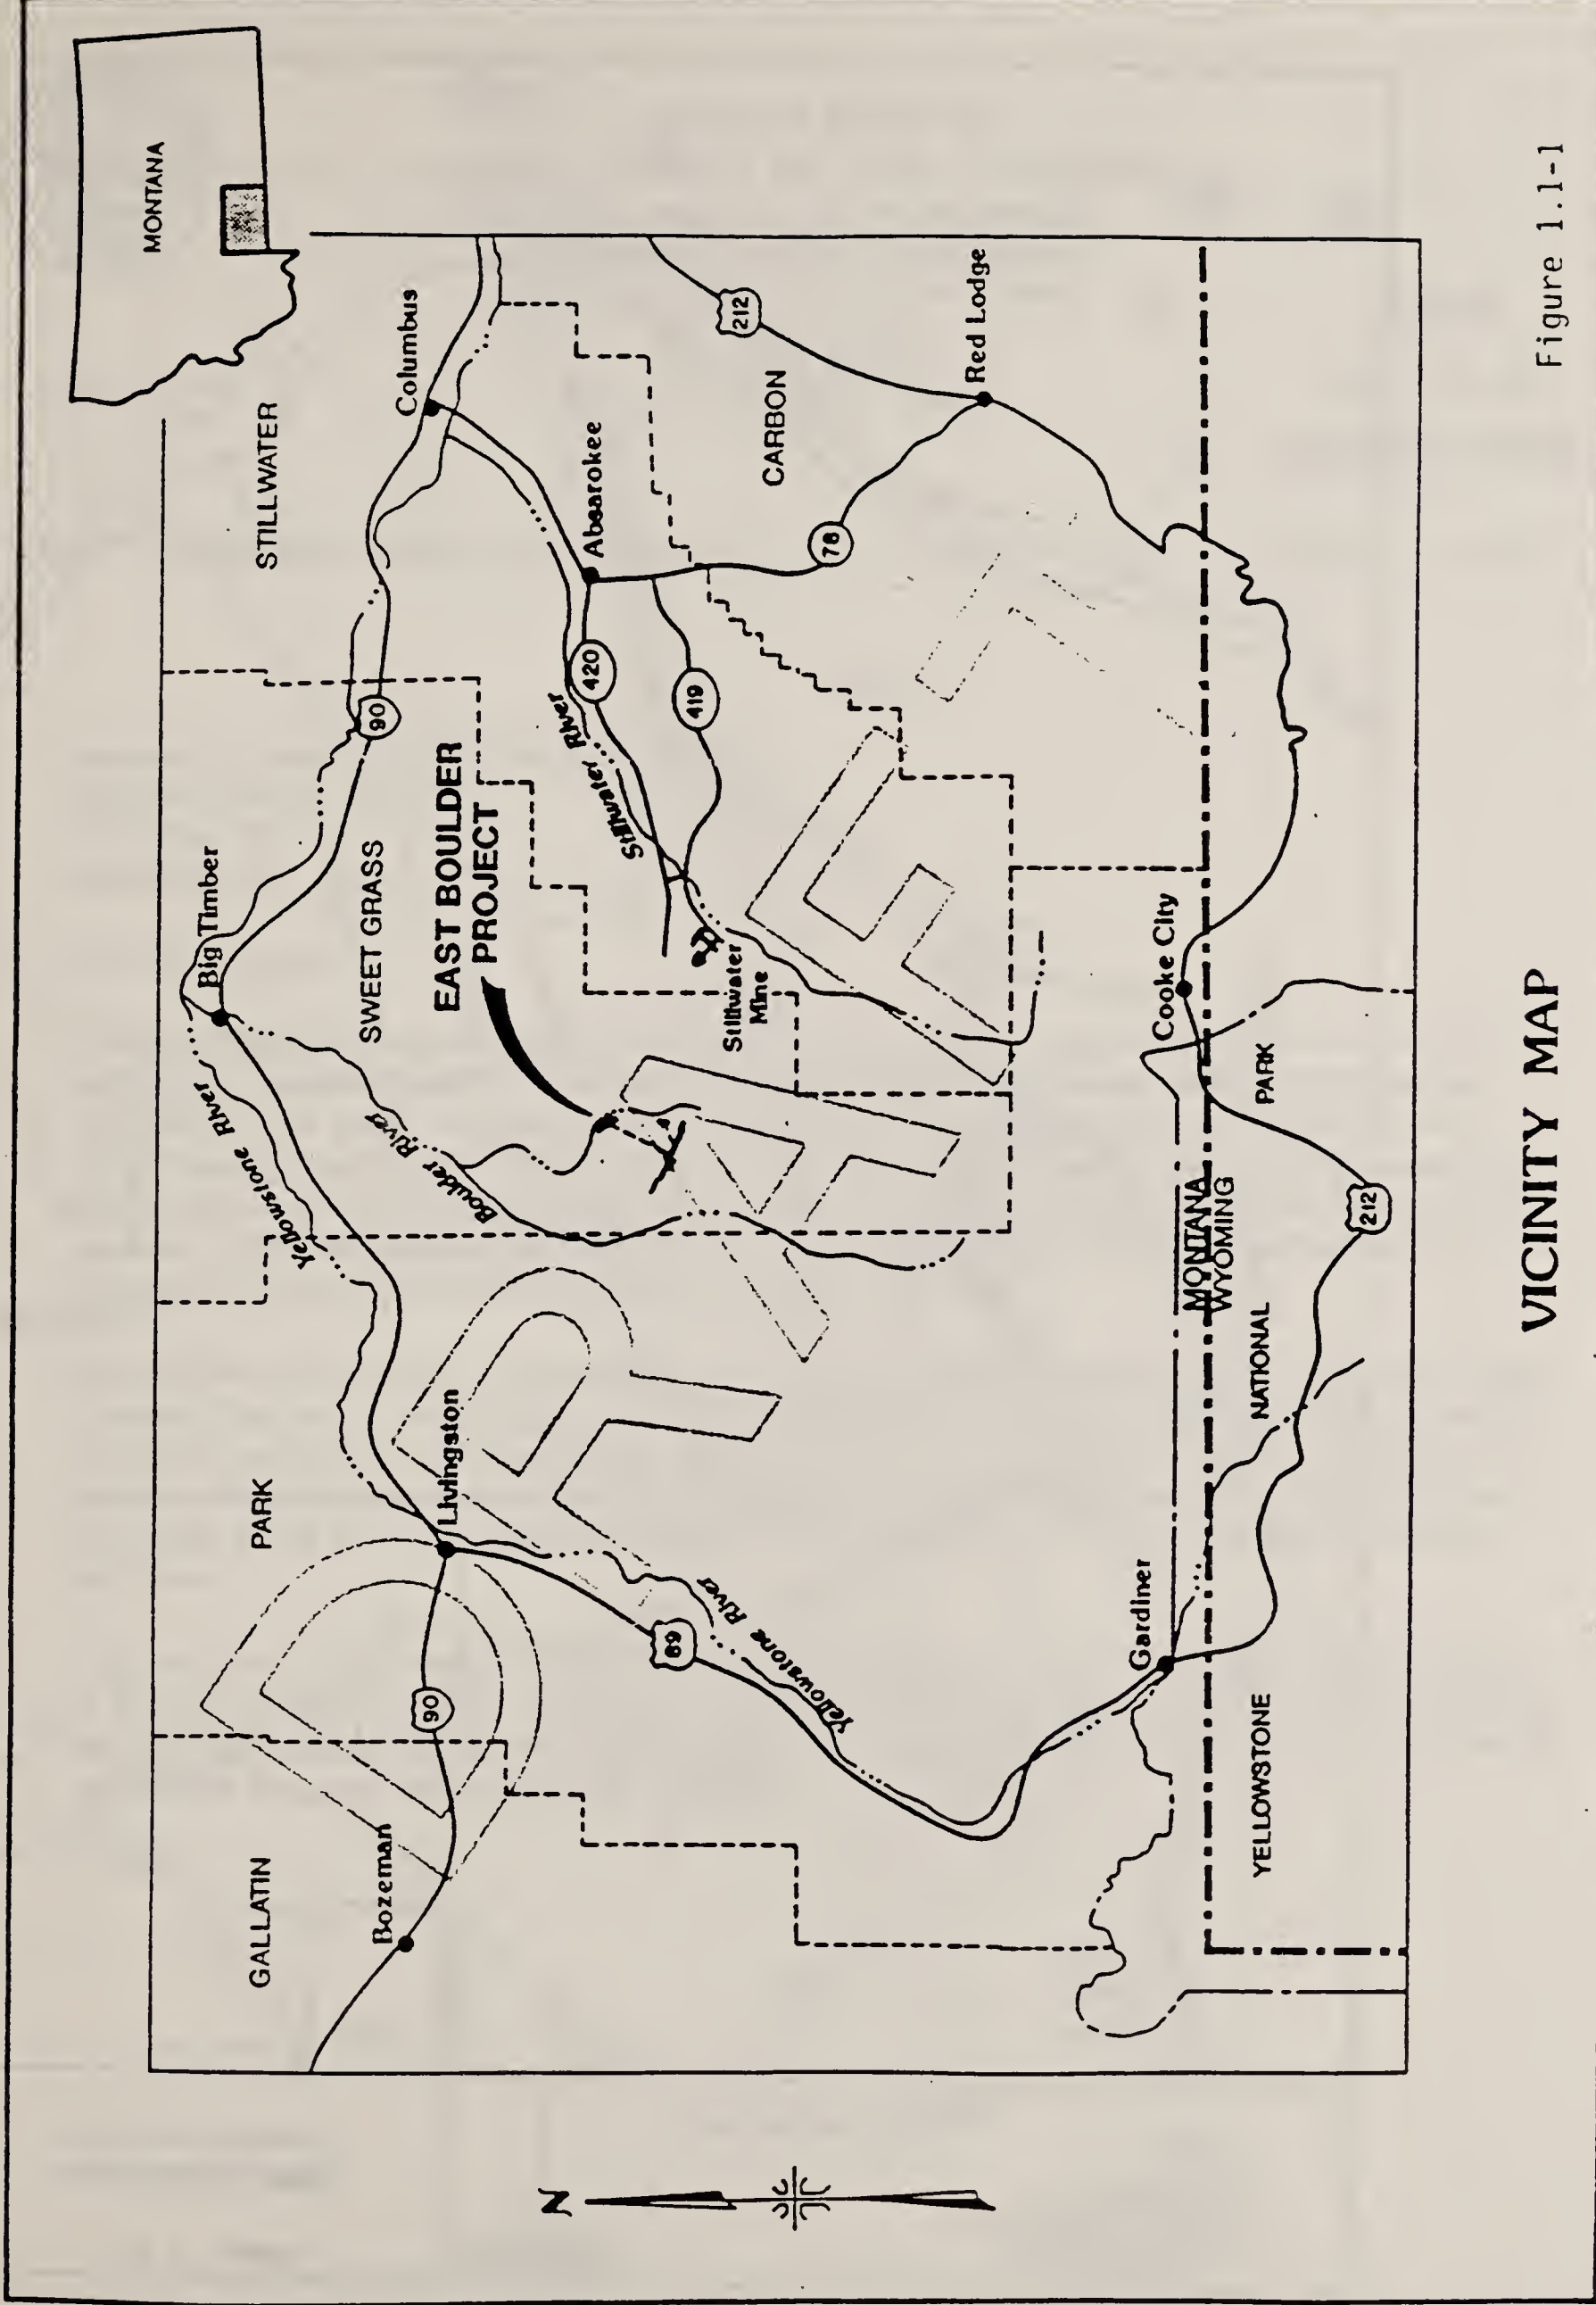 MONTANA
GALLATIN
PARK
SWEET GRASS
STILLWATER
CARBON
Bozeman
90
Livingston
Yellowstone River
Big Timber
Boulder River
EAST BOULDER
PROJECT
90
Columbus
Absarokee
420
419
Stillwater River
Stillwater
Mine
78
212
Red Lodge
89
Yellowstone River
Gardiner
Cooke City
MONTANA
WYOMING
YELLOWSTONE
NATIONAL
PARK
212
DRAFT
N
VICINITY MAP
Figure 1.1-1